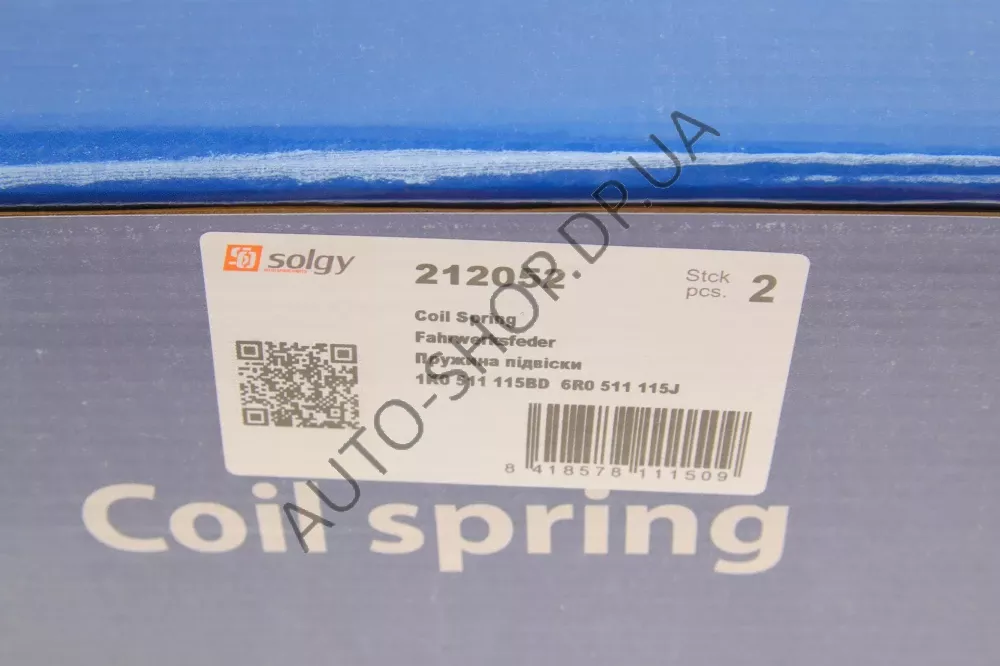 solgy
212052
Stck
pcs. 2
Coil Spring
Fahrwerksfeder
Пружина підвіски
1K0 511 115BD 6R0 511 115J
8 418578 111509
Coil spring
AUTO-SHOP.DP.UA